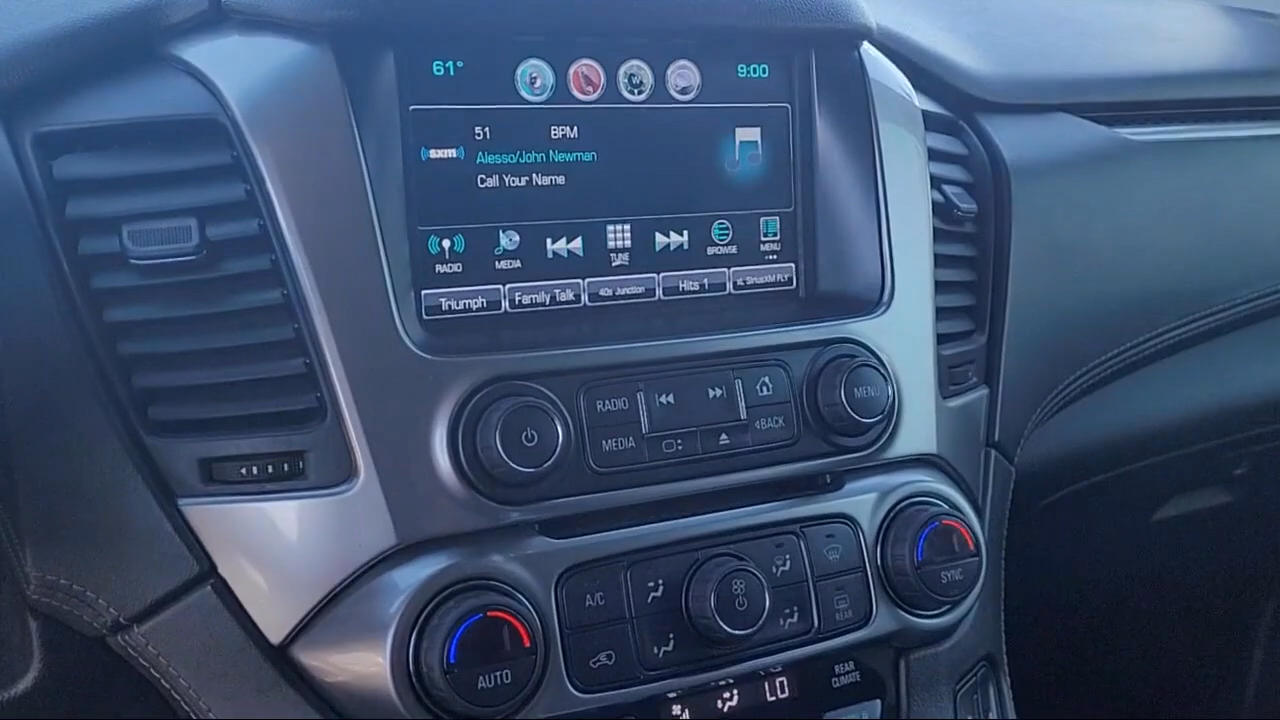 61° 9:00
51 BPM
((sxm))
Alesso/John Newman
Call Your Name
RADIO MEDIA TUNE BROWSE MENU
Triumph Family Talk 40s Junction Hits 1 xL SiriusXM FLY
RADIO MENU
MEDIA BACK
A/C SYNC
REAR
AUTO
LO
REAR
CLIMATE